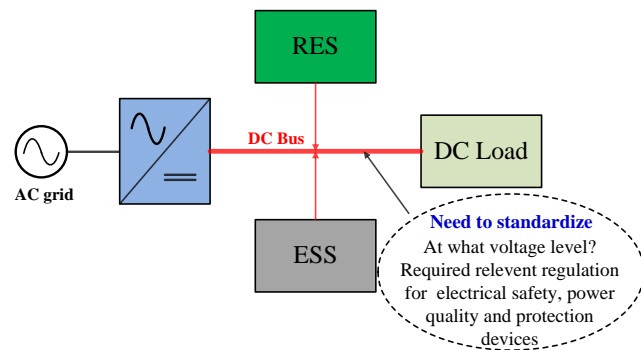 RES
DC Bus
DC Load
AC grid
ESS
Need to standardize
At what voltage level?
Required relevent regulation
for electrical safety, power
quality and protection
devices